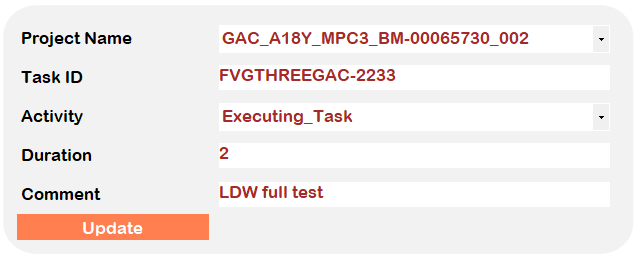 Project Name GAC_A18Y_MPC3_BM-00065730_002
Task ID FVGTHREEGAC-2233
Activity Executing_Task
Duration 2
Comment LDW full test
Update